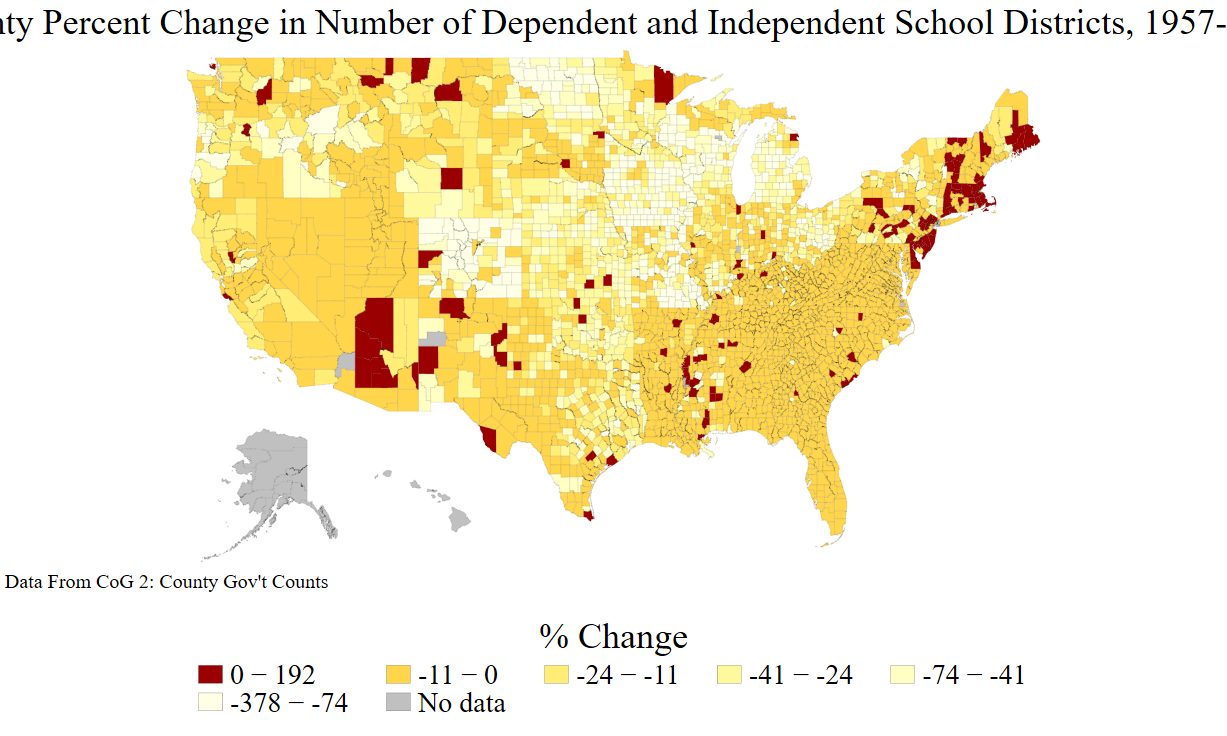 nty Percent Change in Number of Dependent and Independent School Districts, 1957-
Data From CoG 2: County Gov't Counts
% Change
0 − 192 -11 − 0 -24 − -11 -41 − -24 -74 − -41
-378 − -74 No data